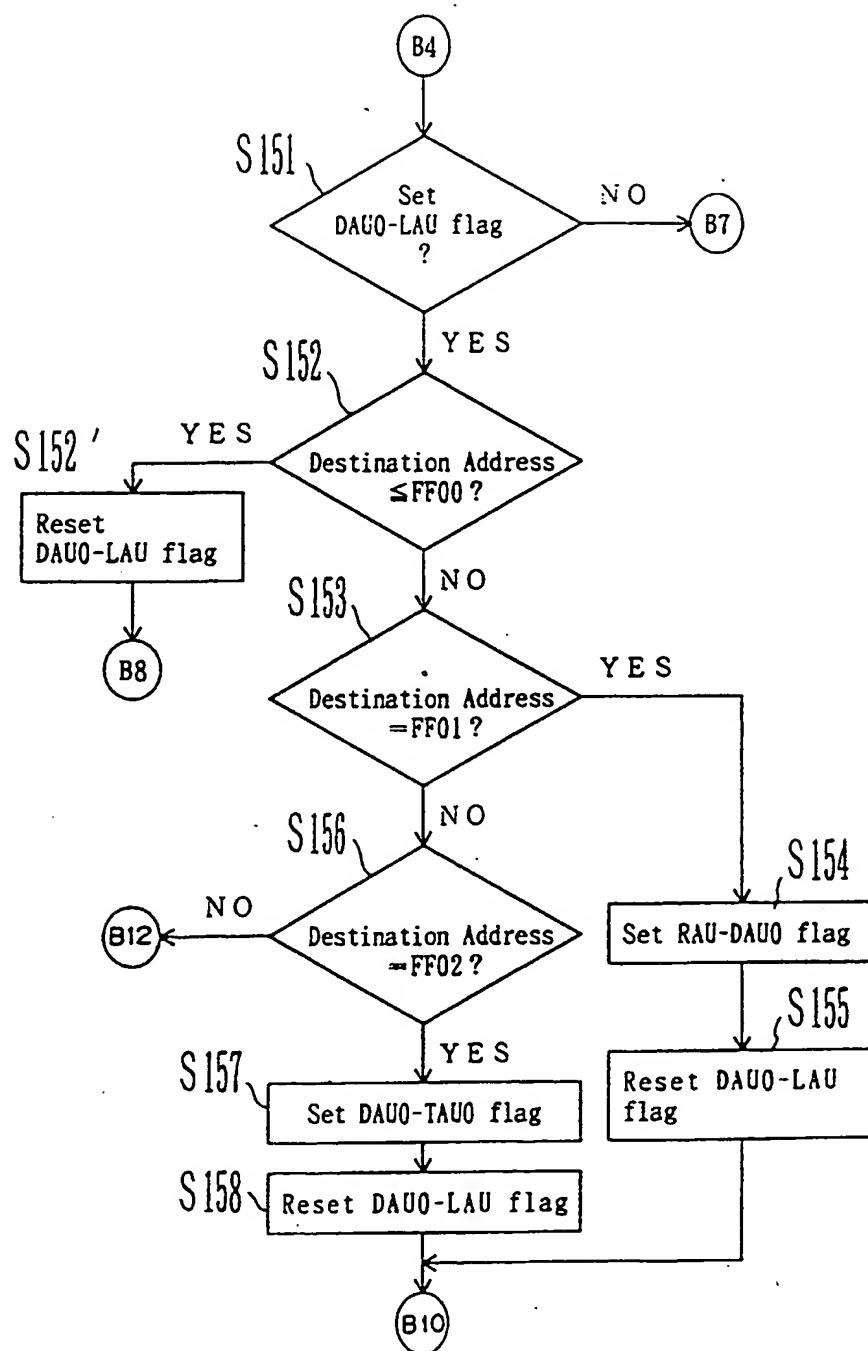 B4
S151
Set
DAU0-LAU flag
?
NO
B7
YES
S152
YES
S152'
Destination Address
≦FF00?
Reset
DAU0-LAU flag
NO
B8
S153
YES
Destination Address
=FF01?
NO
S156
S154
NO
B12
Destination Address
=FF02?
Set RAU-DAU0 flag
S155
YES
S157
Reset DAU0-LAU
flag
Set DAU0-TAU0 flag
S158
Reset DAU0-LAU flag
B10